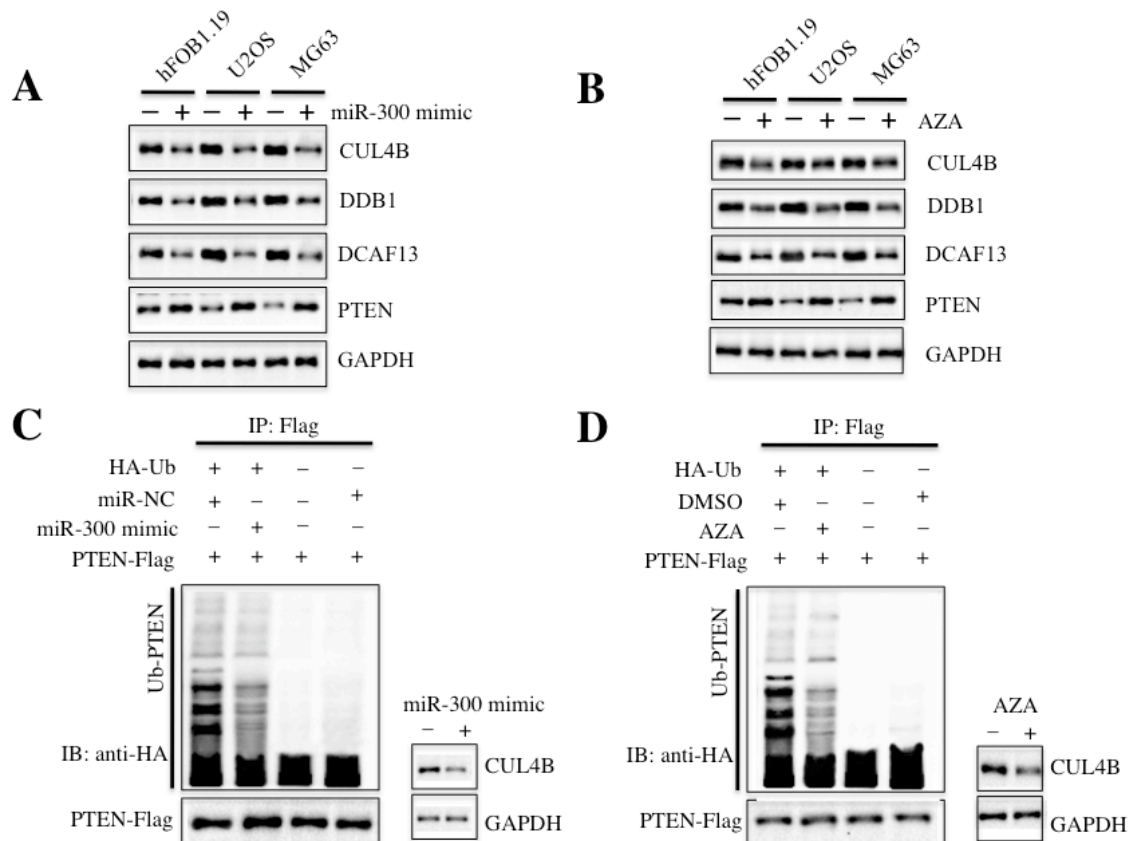 A
hFOB1.19 U2OS MG63
− + − + − + miR-300 mimic
CUL4B
DDB1
DCAF13
PTEN
GAPDH
B
hFOB1.19 U2OS MG63
− + − + − + AZA
CUL4B
DDB1
DCAF13
PTEN
GAPDH
C
IP: Flag
HA-Ub + + − −
miR-NC + − − +
miR-300 mimic − + − −
PTEN-Flag + + + +
Ub-PTEN
IB: anti-HA
PTEN-Flag
miR-300 mimic
− +
CUL4B
GAPDH
D
IP: Flag
HA-Ub + + − −
DMSO + − − +
AZA − + − −
PTEN-Flag + + + +
Ub-PTEN
IB: anti-HA
PTEN-Flag
AZA
− +
CUL4B
GAPDH